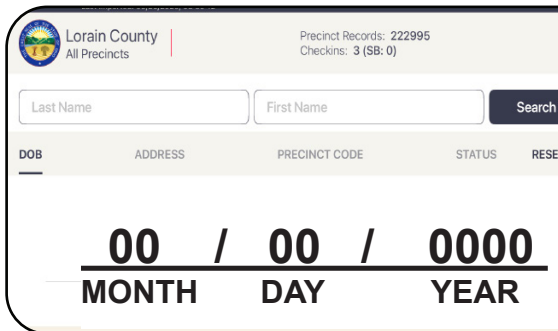 Lorain County
All Precincts
Precinct Records: 222995
Checkins: 3 (SB: 0)
Last Name
First Name
Search
DOB
ADDRESS
PRECINCT CODE
STATUS
00 / 00 / 0000
MONTH DAY YEAR